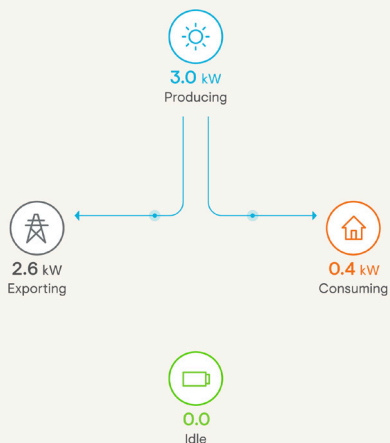 3.0 kW
Producing
2.6 kW
Exporting
0.4 kW
Consuming
0.0
Idle